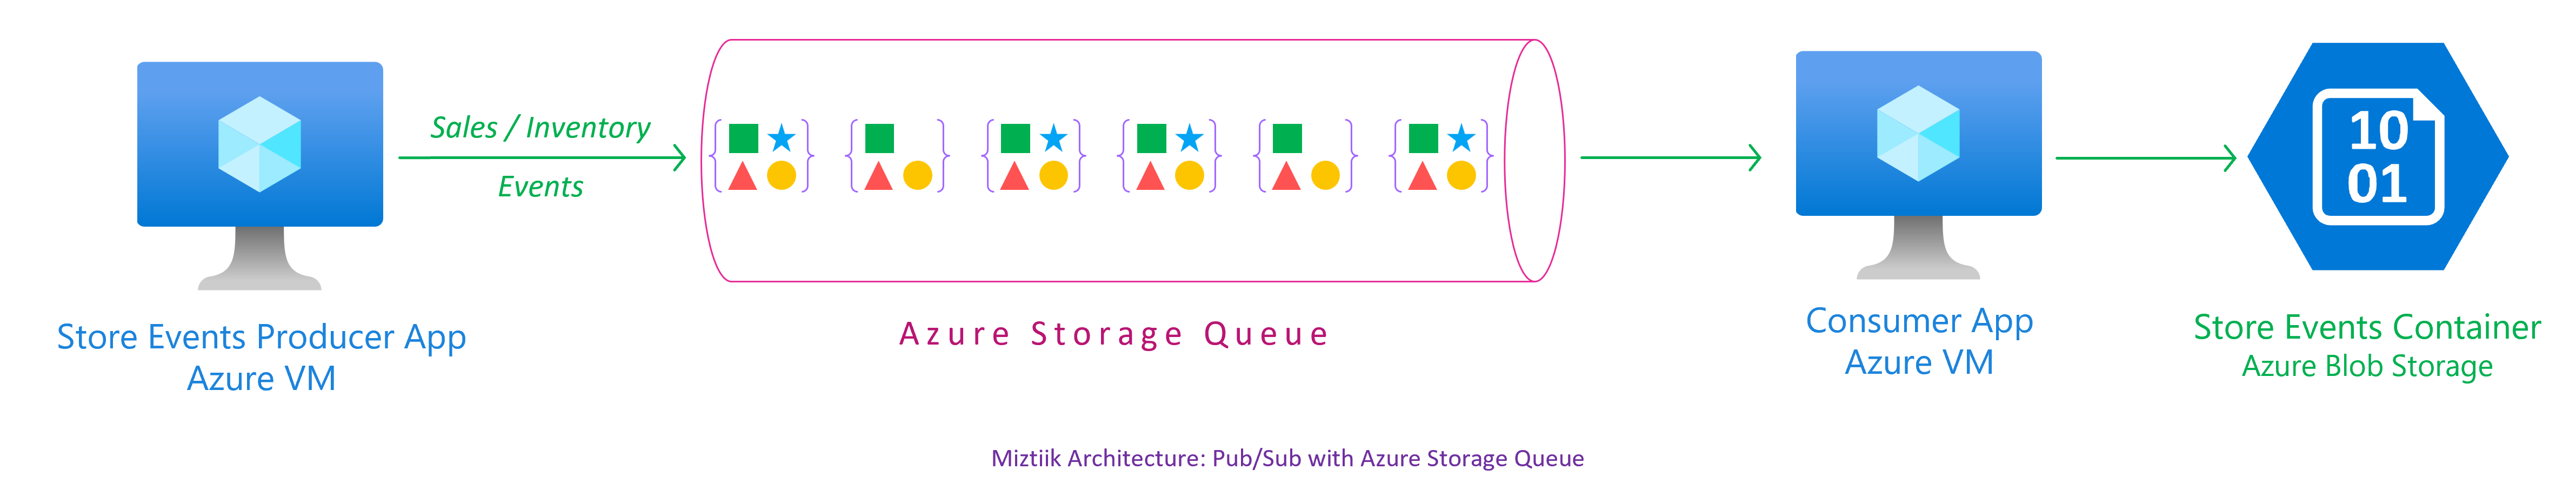 Sales / Inventory
Events
10
01
Store Events Producer App
Azure VM
Azure Storage Queue
Consumer App
Azure VM
Store Events Container
Azure Blob Storage
Miztiik Architecture: Pub/Sub with Azure Storage Queue